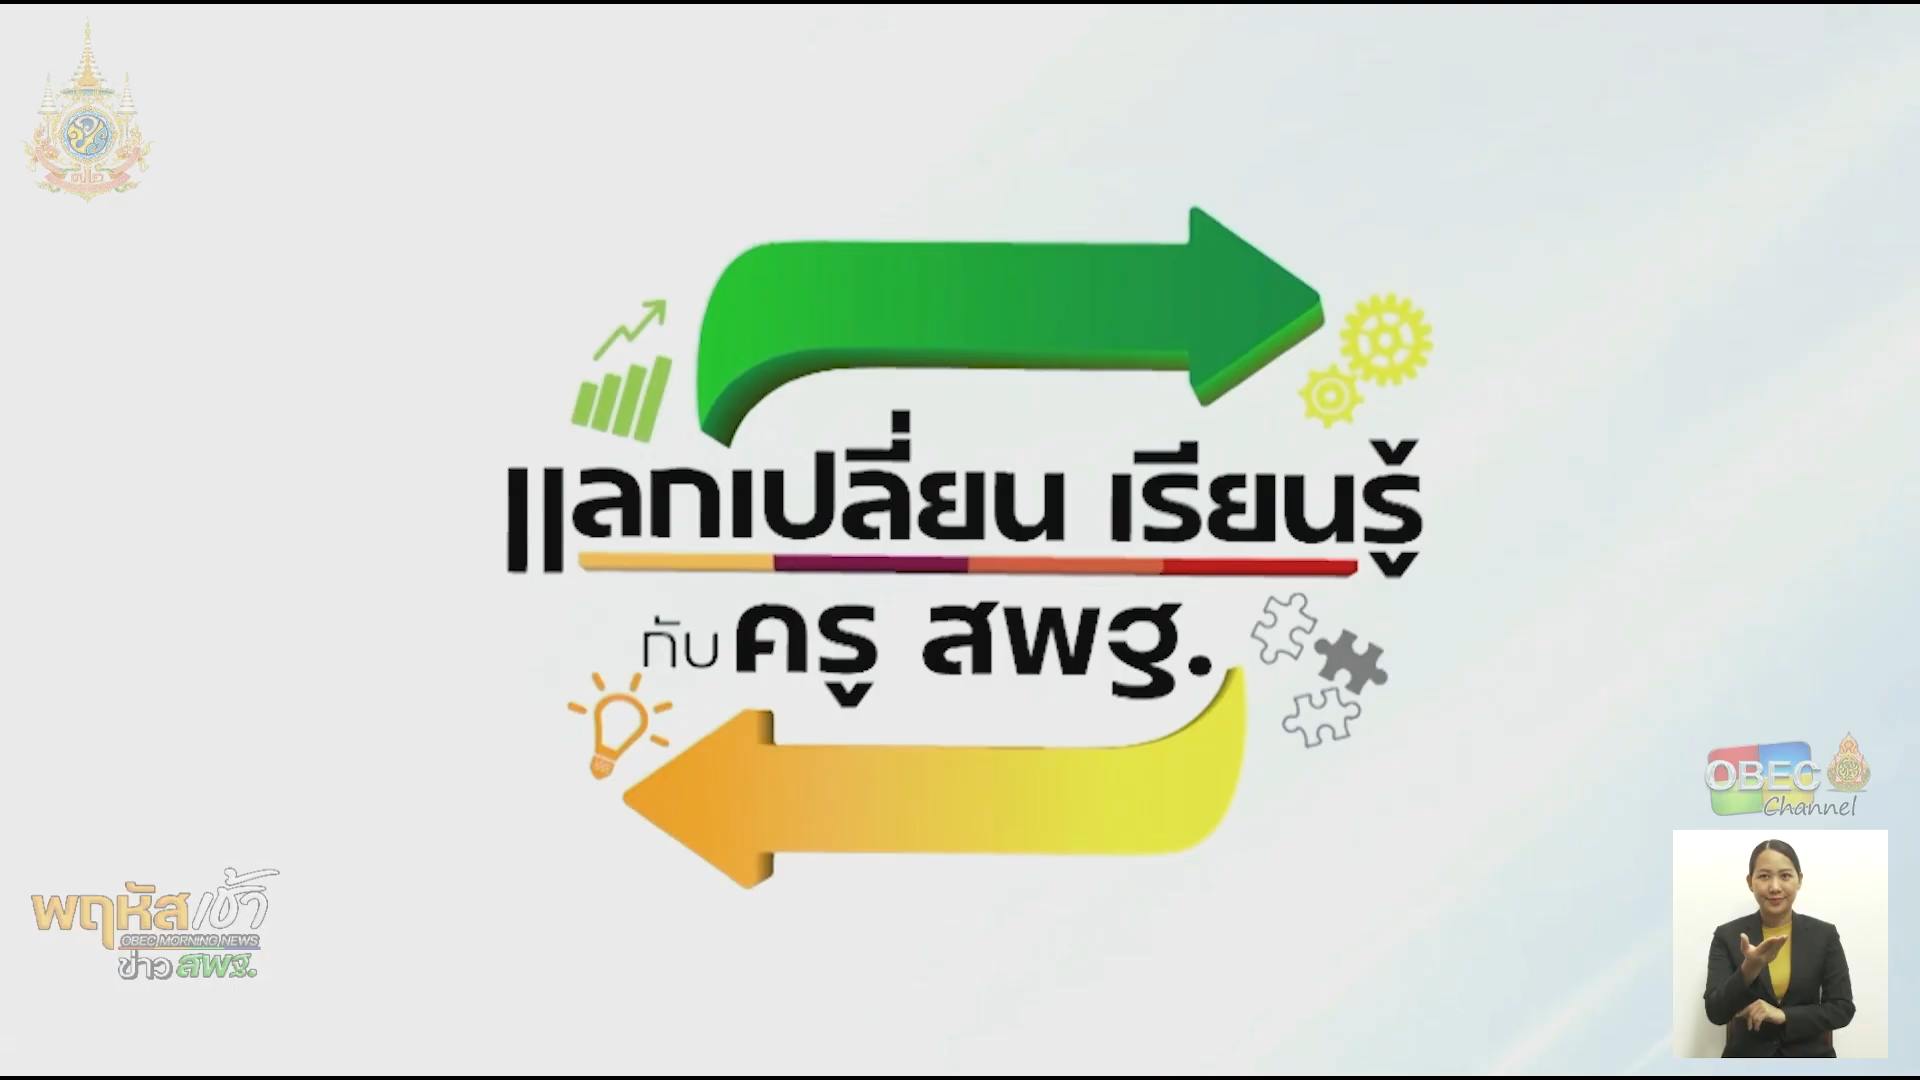 ๗๒
แลกเปลี่ยน เรียนรู้
กับ ครู สพฐ.
OBEC
Channel
พฤหัสเช้า
OBEC MORNING NEWS
ข่าว สพฐ.